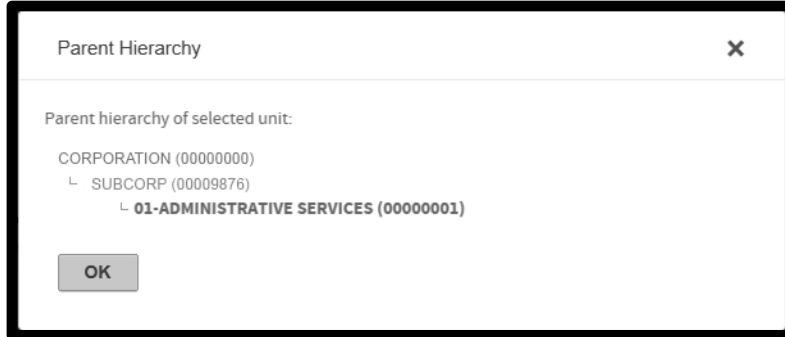 Parent Hierarchy
Parent hierarchy of selected unit:
CORPORATION (00000000)
SUBCORP (00009876)
01-ADMINISTRATIVE SERVICES (00000001)
OK